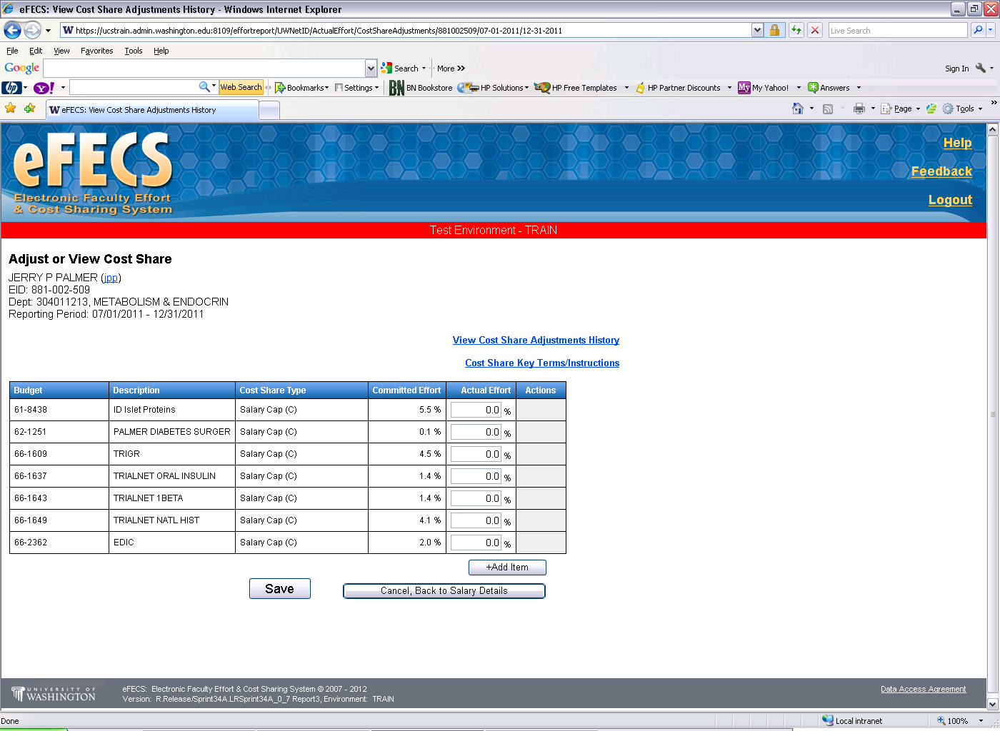 eFECS: View Cost Share Adjustments History - Windows Internet Explorer
W https://ucstrain.admin.washington.edu:8109/effortreport/UWNetID/ActualEffort/CostShareAdjustments/881002509/07-01-2011/12-31-2011
Live Search
File Edit View Favorites Tools Help
Google Search More >> Sign In
hp Y! Web Search Bookmarks Settings BN BN Bookstore HP Solutions HP Free Templates HP Partner Discounts My My Yahoo! Answers
W eFECS: View Cost Share Adjustments History Page Tools >>
eFECS
Electronic Faculty Effort
& Cost Sharing System
Help
Feedback
Logout
Test Environment - TRAIN
Adjust or View Cost Share
JERRY P PALMER (jpp)
EID: 881-002-509
Dept: 304011213, METABOLISM & ENDOCRIN
Reporting Period: 07/01/2011 - 12/31/2011
View Cost Share Adjustments History
Cost Share Key Terms/Instructions
Budget Description Cost Share Type Committed Effort Actual Effort Actions
61-8438 ID Islet Proteins Salary Cap (C) 5.5 % 0.0 %
62-1251 PALMER DIABETES SURGER Salary Cap (C) 0.1 % 0.0 %
66-1609 TRIGR Salary Cap (C) 4.5 % 0.0 %
66-1637 TRIALNET ORAL INSULIN Salary Cap (C) 1.4 % 0.0 %
66-1643 TRIALNET 1BETA Salary Cap (C) 1.4 % 0.0 %
66-1649 TRIALNET NATL HIST Salary Cap (C) 4.1 % 0.0 %
66-2362 EDIC Salary Cap (C) 2.0 % 0.0 %
+Add Item
Save Cancel, Back to Salary Details
UNIVERSITY OF
WASHINGTON
eFECS: Electronic Faculty Effort & Cost Sharing System © 2007 - 2012
Version: R.Release/Sprint34A.LRSprint34A_0_7 Report3, Environment: TRAIN
Data Access Agreement
Done Local intranet 100%